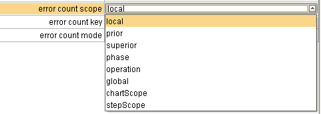 error count scope local
error count key local
error count mode prior
superior
phase
operation
global
chartScope
stepScope